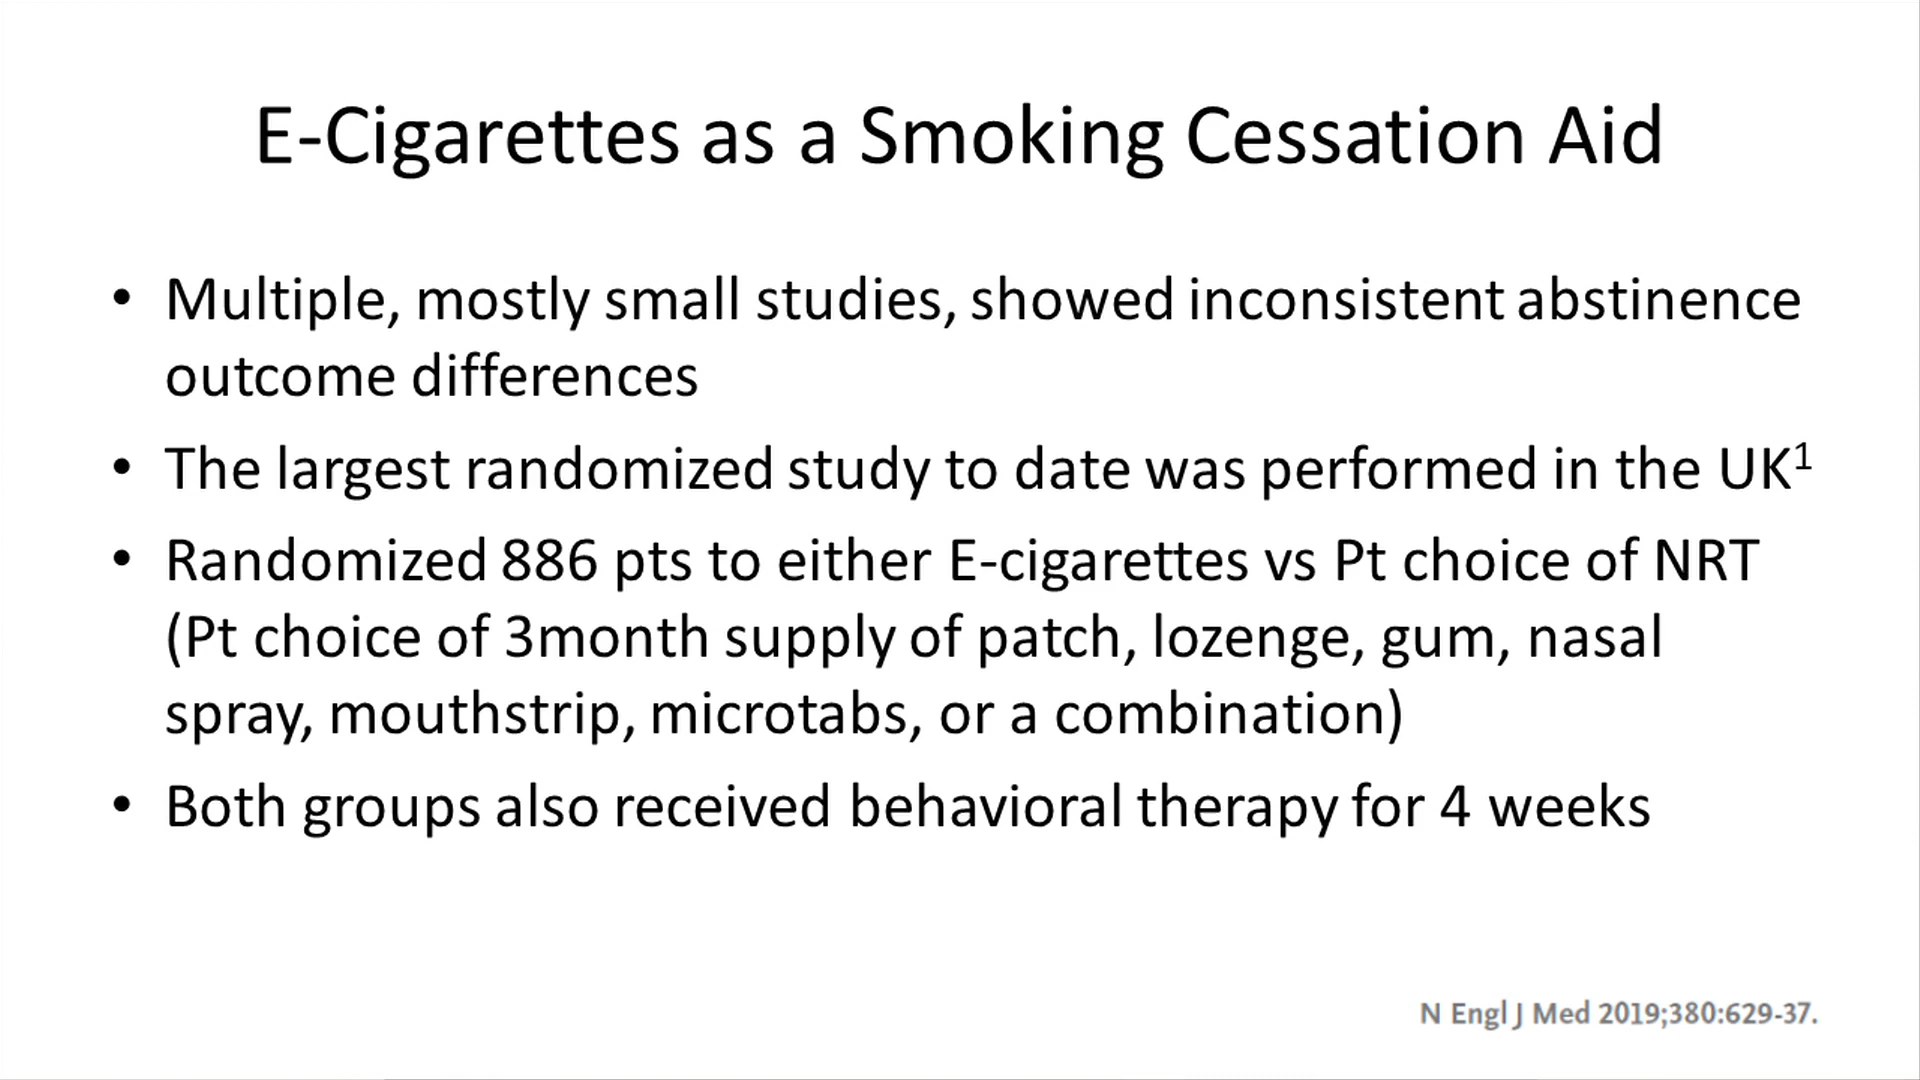 E-Cigarettes as a Smoking Cessation Aid
• Multiple, mostly small studies, showed inconsistent abstinence
outcome differences
• The largest randomized study to date was performed in the UK¹
• Randomized 886 pts to either E-cigarettes vs Pt choice of NRT
(Pt choice of 3month supply of patch, lozenge, gum, nasal
spray, mouthstrip, microtabs, or a combination)
• Both groups also received behavioral therapy for 4 weeks
N Engl J Med 2019;380:629-37.